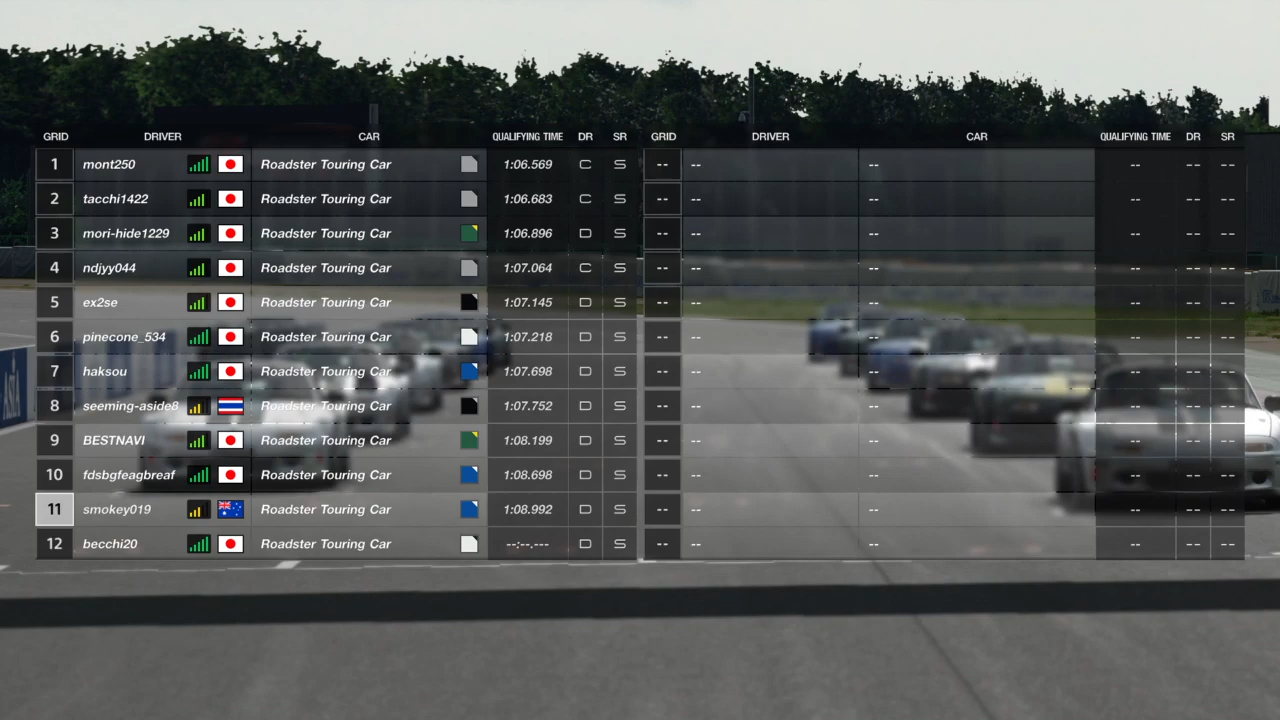 GRID DRIVER CAR QUALIFYING TIME DR SR GRID DRIVER CAR QUALIFYING TIME DR SR
1 mont250 Roadster Touring Car 1:06.569 C S -- -- -- -- -- --
2 tacchi1422 Roadster Touring Car 1:06.683 C S -- -- -- -- -- --
3 mori-hide1229 Roadster Touring Car 1:06.896 D S -- -- -- -- -- --
4 ndjyy044 Roadster Touring Car 1:07.064 C S -- -- -- -- -- --
5 ex2se Roadster Touring Car 1:07.145 D S -- -- -- -- -- --
6 pinecone_534 Roadster Touring Car 1:07.218 D S -- -- -- -- -- --
7 haksou Roadster Touring Car 1:07.698 D S -- -- -- -- -- --
8 seeming-aside8 Roadster Touring Car 1:07.752 D S -- -- -- -- -- --
9 BESTNAVI Roadster Touring Car 1:08.199 D S -- -- -- -- -- --
10 fdsbgfeagbreaf Roadster Touring Car 1:08.698 D S -- -- -- -- -- --
11 smokey019 Roadster Touring Car 1:08.992 D S -- -- -- -- -- --
12 becchi20 Roadster Touring Car --:--,--- D S -- -- -- -- -- --
ASIA